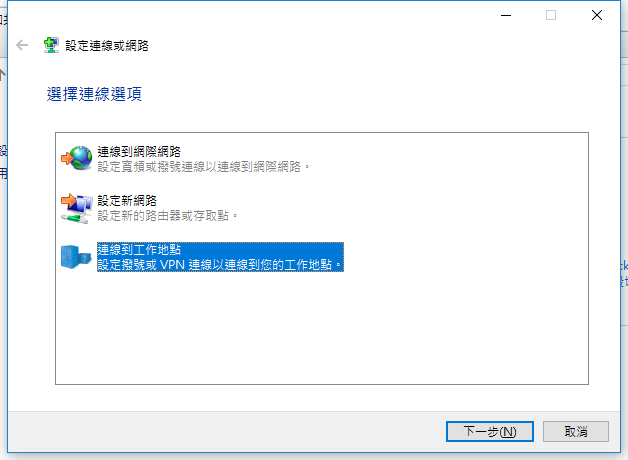 設定連線或網路
選擇連線選項
連線到網際網路
設定寬頻或撥號連線以連線到網際網路。
設定新網路
設定新的路由器或存取點。
連線到工作地點
設定撥號或 VPN 連線以連線到您的工作地點。
下一步(N)
取消